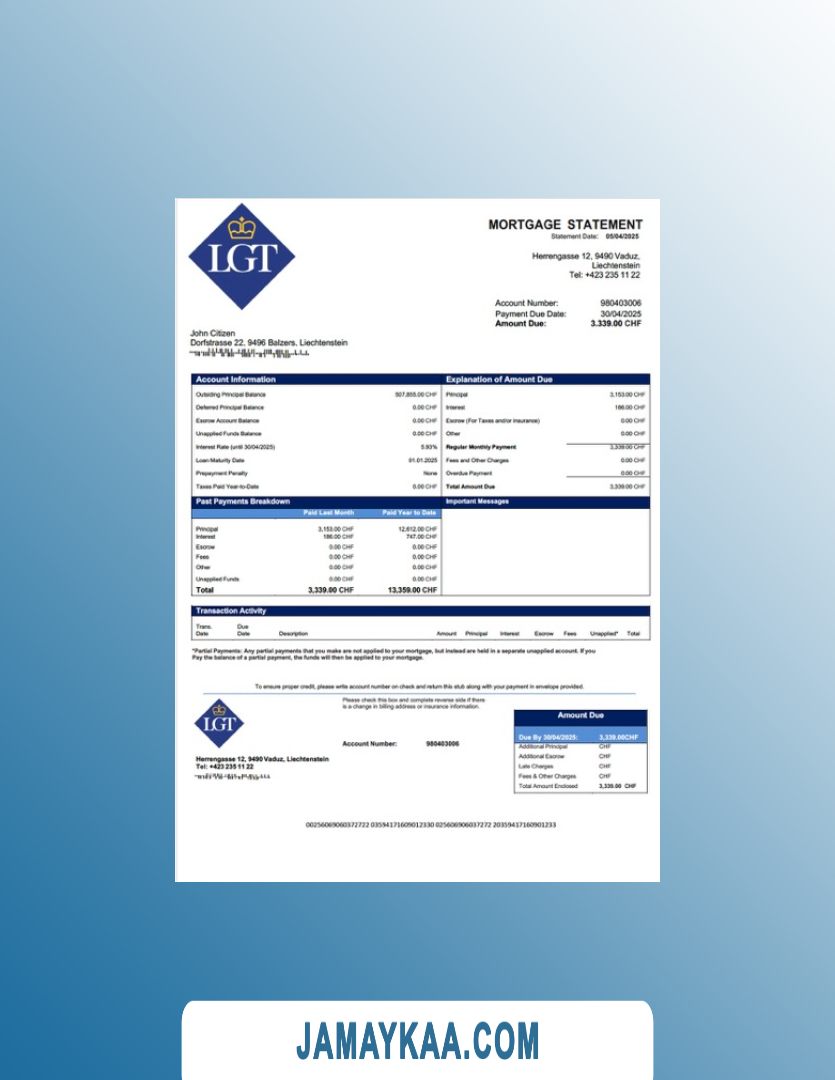 LGT
MORTGAGE STATEMENT
Statement Date: 05/04/2025
Herrengasse 12, 9490 Vaduz,
Liechtenstein
Tel: +423 235 11 22
Account Number: 980403006
Payment Due Date: 30/04/2025
Amount Due: 3.339.00 CHF
John Citizen
Dorfstrasse 22, 9496 Balzers, Liechtenstein
Account Information
Outsiding Principal Balance 507,855.00 CHF
Deferred Principal Balance 0.00 CHF
Escrow Account Balance 0.00 CHF
Unapplied Funds Balance 0.00 CHF
Interest Rate (until 30/04/2025) 5.93%
Loan Maturity Date 01.01.2025
Prepayment Penalty None
Taxes Paid Year-to-Date 0.00 CHF
Explanation of Amount Due
Principal 3,153.00 CHF
Interest 186.00 CHF
Escrow (For Taxes and/or insurance) 0.00 CHF
Other 0.00 CHF
Regular Monthly Payment 3,339.00 CHF
Fees and Other Charges 0.00 CHF
Overdue Payment 0.00 CHF
Total Amount Due 3,339.00 CHF
Past Payments Breakdown
Paid Last Month Paid Year to Date
Principal 3,153.00 CHF 12,612.00 CHF
Interest 186.00 CHF 747.00 CHF
Escrow 0.00 CHF 0.00 CHF
Fees 0.00 CHF 0.00 CHF
Other 0.00 CHF 0.00 CHF
Unapplied Funds 0.00 CHF 0.00 CHF
Total 3,339.00 CHF 13,359.00 CHF
Important Messages
Transaction Activity
Trans. Due
Date Date Description Amount Principal Interest Escrow Fees Unapplied* Total
*Partial Payments: Any partial payments that you make are not applied to your mortgage, but instead are held in a separate unapplied account. If you
Pay the balance of a partial payment, the funds will then be applied to your mortgage.
To ensure proper credit, please write account number on check and return this stub along with your payment in envelope provided.
LGT
Please check this box and complete reverse side if there
is a change in billing address or insurance information.
Account Number: 980403006
Herrengasse 12, 9490 Vaduz, Liechtenstein
Tel: +423 235 11 22
Amount Due
Due By 30/04/2025: 3,339.00CHF
Additional Principal CHF
Additional Escrow CHF
Late Charges CHF
Fees & Other Charges CHF
Total Amount Enclosed 3,339.00 CHF
00256069060372722 03594171609012330 025606906037272 20359417160901233
JAMAYKAA.COM